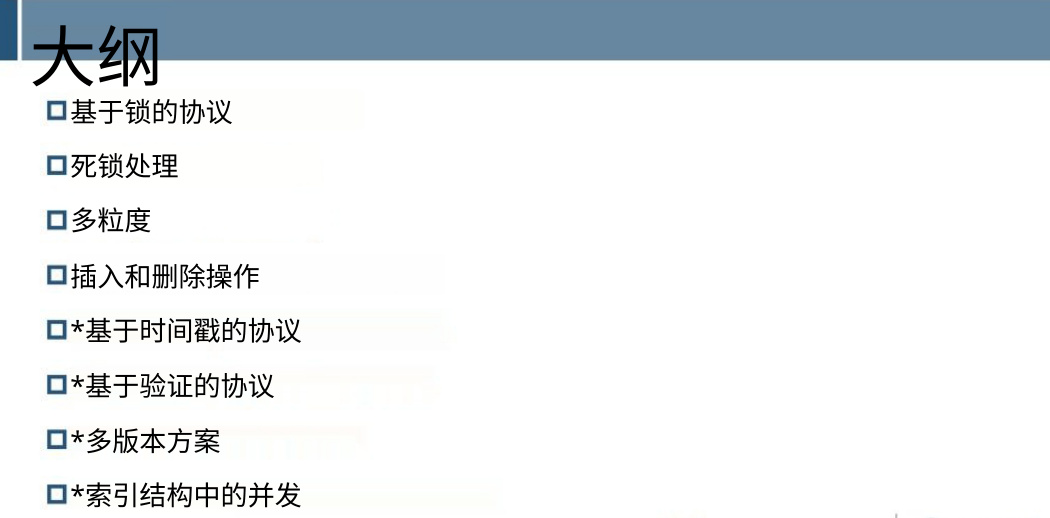 大纲
基于锁的协议
死锁处理
多粒度
插入和删除操作
*基于时间戳的协议
*基于验证的协议
*多版本方案
*索引结构中的并发